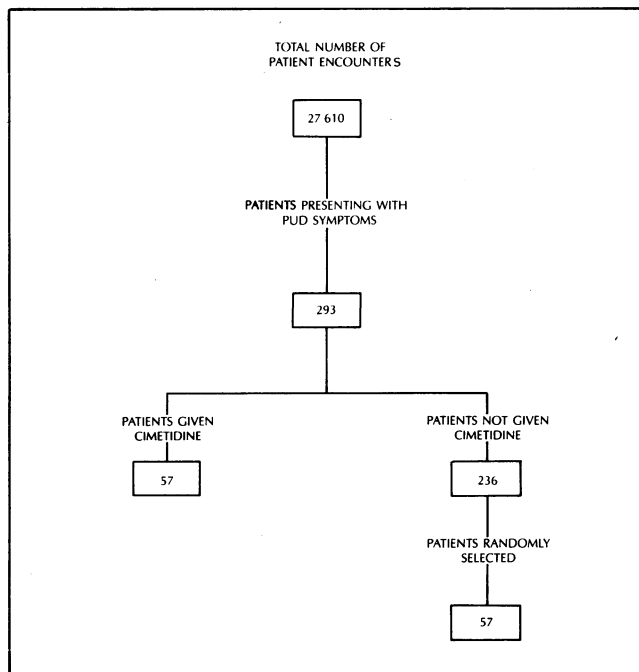 TOTAL NUMBER OF
PATIENT ENCOUNTERS
27 610
PATIENTS PRESENTING WITH
PUD SYMPTOMS
293
PATIENTS GIVEN
CIMETIDINE
57
PATIENTS NOT GIVEN
CIMETIDINE
236
PATIENTS RANDOMLY
SELECTED
57